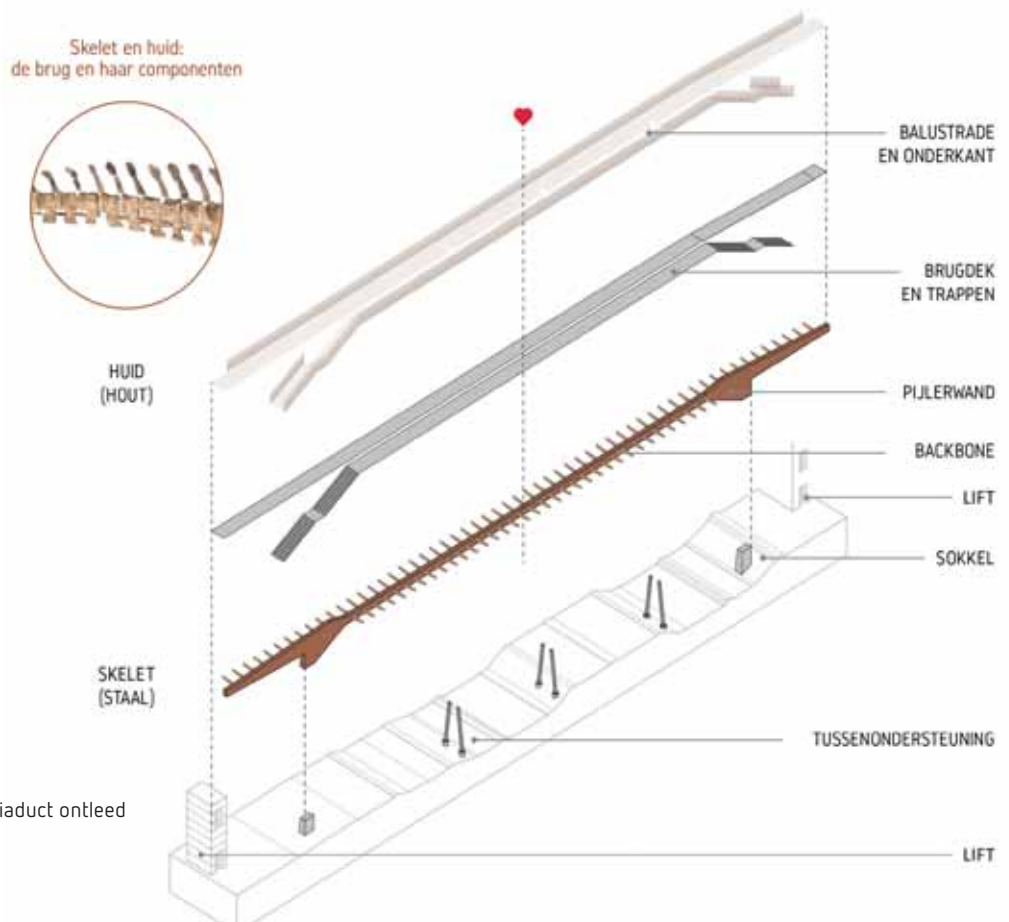 Skelet en huid:
de brug en haar componenten
BALUSTRADE
EN ONDERKANT
BRUGDEK
EN TRAPPEN
HUID
(HOUT)
PIJLERWAND
BACKBONE
LIFT
SOKKEL
SKELET
(STAAL)
TUSSENONDERSTEUNING
iaduct ontleed
LIFT